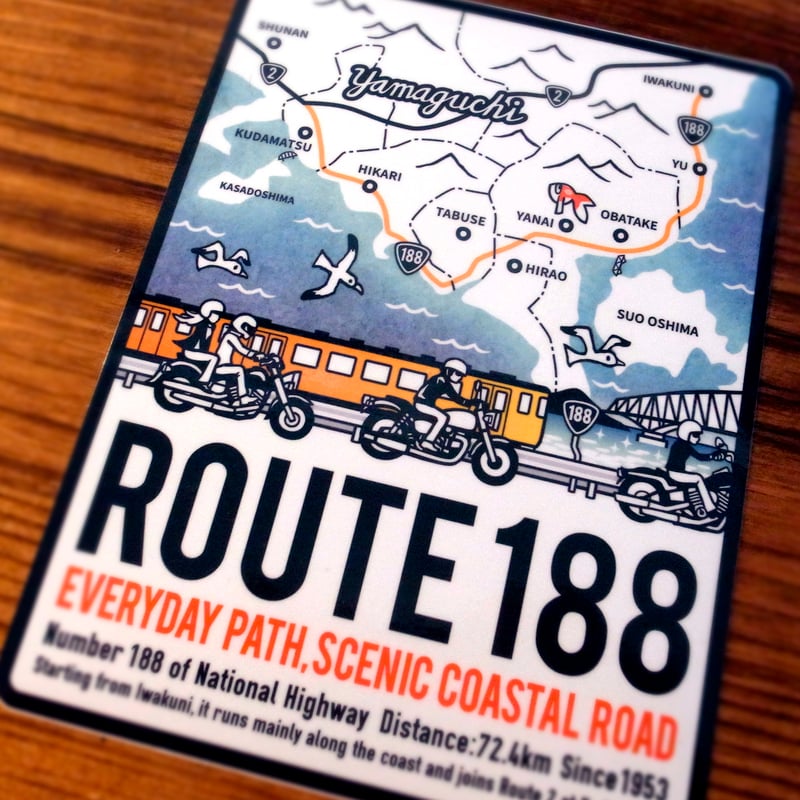 SHUNAN
IWAKUNI
2
Yamaguchi
2
188
KUDAMATSU
YU
HIKARI
KASADOSHIMA
TABUSE
YANAI
OBATAKE
188
HIRAO
SUO OSHIMA
188
ROUTE 188
EVERYDAY PATH, SCENIC COASTAL ROAD
Number 188 of National Highway Distance:72.4km Since1953
Starting from Iwakuni, it runs mainly along the coast and joins Route 2